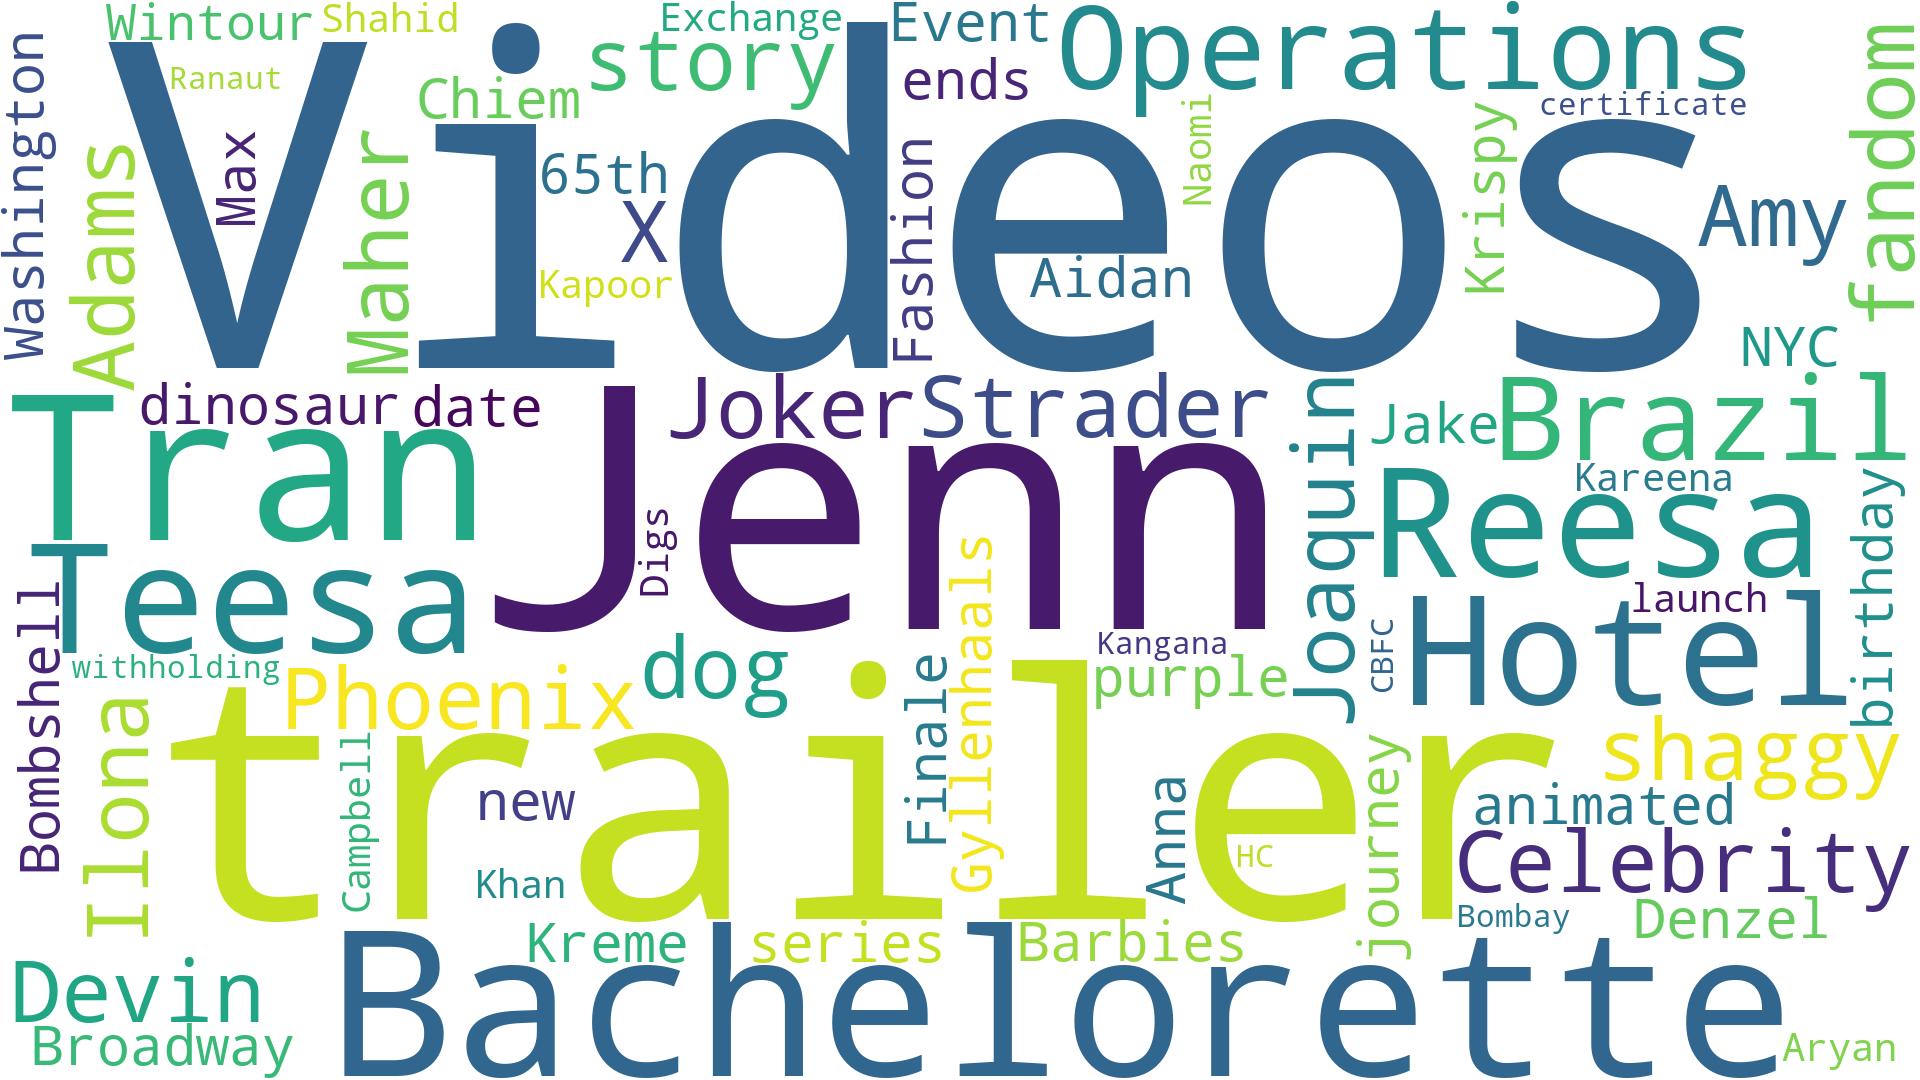 Wintour
Shahid
Exchange
Event
Operations
Ranaut
story
ends
Chiem
certificate
Videos
Washington
Adams
Max
Maher
65th
X
Kapoor
Fashion
Naomi
Aidan
Krispy
Amy
fandom
NYC
dinosaur
date
Joker
Strader
Joaquin
Jake
Brazil
Tran
Jenn
Kareena
Reesa
birthday
Teesa
Digs
launch
Hotel
Bombshell
withholding
Kangana
CBFC
Phoenix
dog
Finale
Gyllenhaals
purple
Ilona
trailer
shaggy
Campbell
new
Anna
journey
animated
Khan
HC
Celebrity
Bombay
Denzel
Kreme
series
Barbies
Devin
Bachelorette
Broadway
Aryan